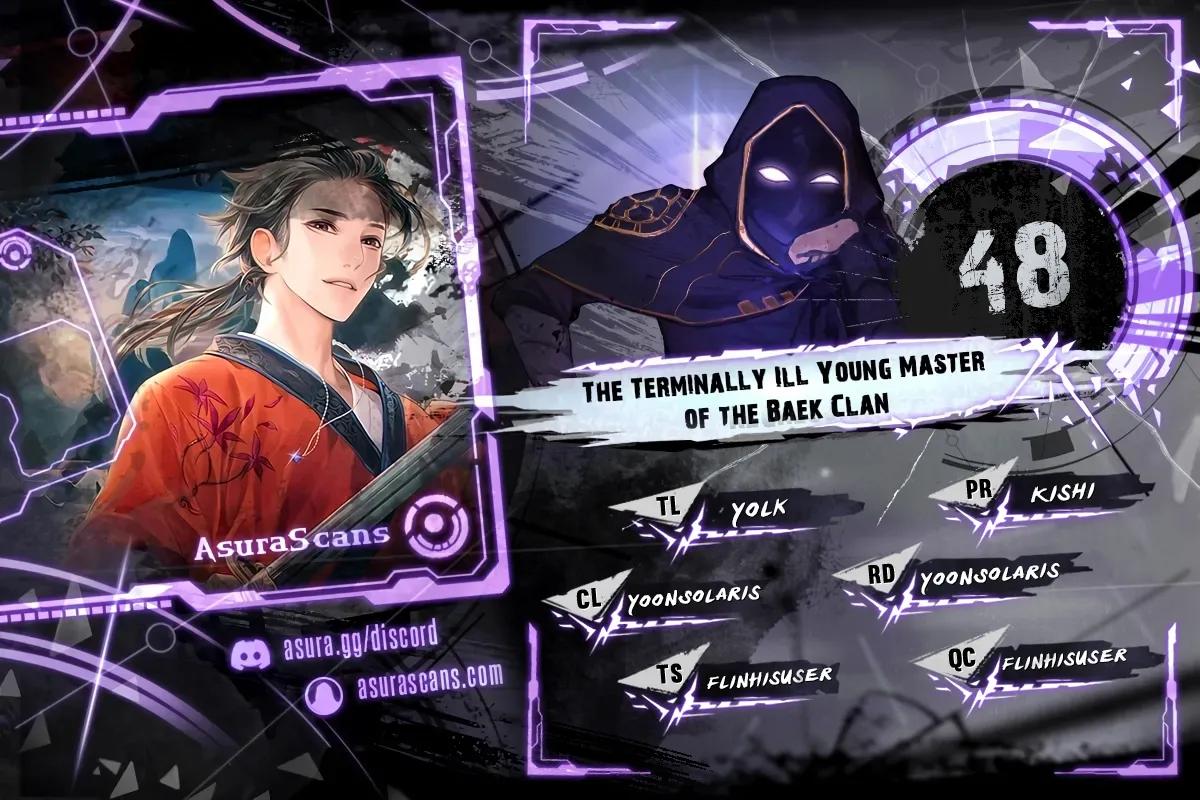 48
THE TERMINALLY ILL YOUNG MASTER
OF THE BAEK CLAN
TL YOLK
PR KISHI
CL YOONSOLARIS
RD YOONSOLARIS
TS FLINHISUSER
QC FLINHISUSER
AsuraScans
asura.gg/discord
asurascans.com